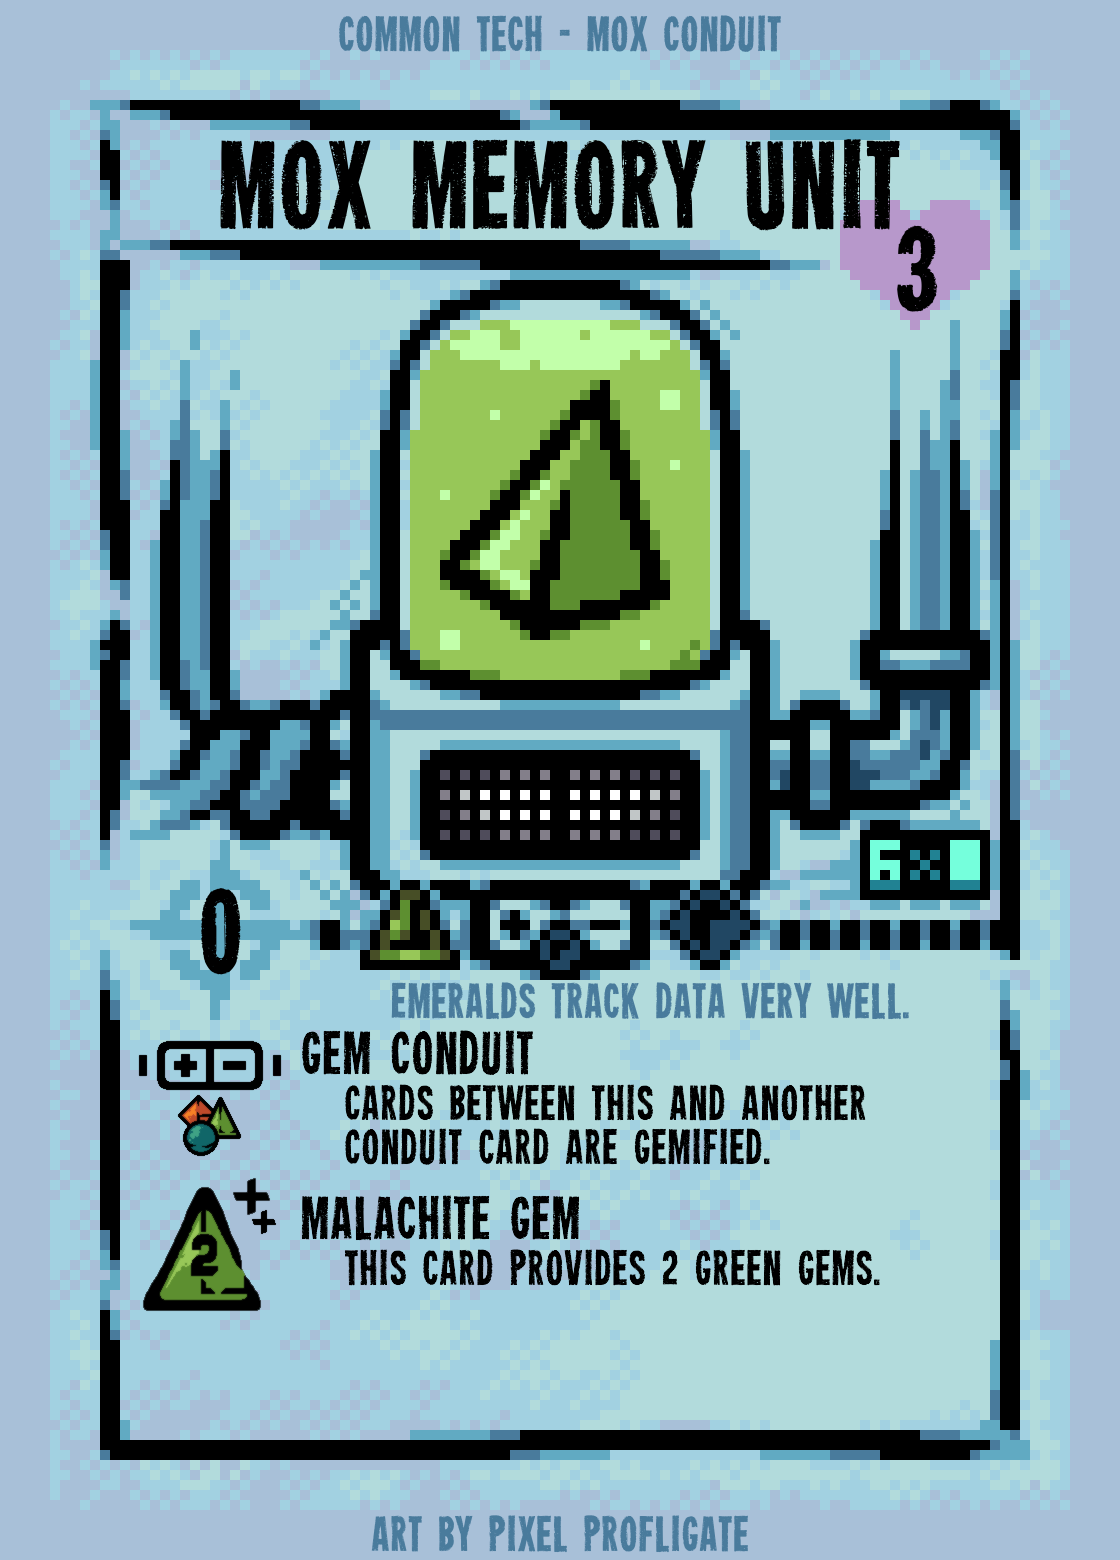 COMMON TECH - MOX CONDUIT
MOX MEMORY UNIT
3
6x
0
EMERALDS TRACK DATA VERY WELL.
GEM CONDUIT
CARDS BETWEEN THIS AND ANOTHER
CONDUIT CARD ARE GEMIFIED.
MALACHITE GEM
2
THIS CARD PROVIDES 2 GREEN GEMS.
ART BY PIXEL PROFLIGATE